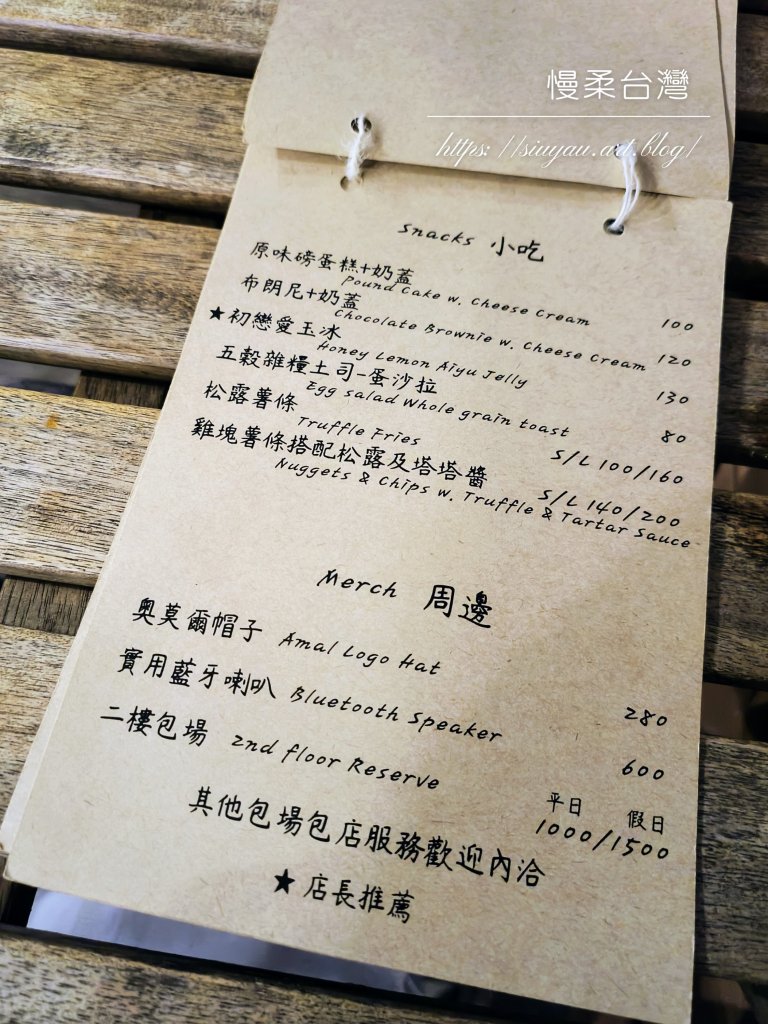 慢柔台灣
https://siuyau.art.blog/
Snacks 小吃
原味磅蛋糕+奶蓋
Pound Cake w. Cheese Cream 100
布朗尼+奶蓋
Chocolate Brownie w. Cheese Cream 120
★初戀愛玉冰
Honey Lemon Aiyu Jelly 130
五穀雜糧土司-蛋沙拉
Egg salad Whole grain toast 80
松露薯條
Truffle Fries S/L 100/160
雞塊薯條搭配松露及塔塔醬 S/L 140/200
Nuggets & Chips w. Truffle & Tartar Sauce
Merch 周邊
奧莫爾帽子 Amal Logo Hat 280
實用藍牙喇叭 Bluetooth Speaker 600
平日 假日
二樓包場 2nd floor Reserve 1000/1500
其他包場包店服務歡迎內洽
★店長推薦